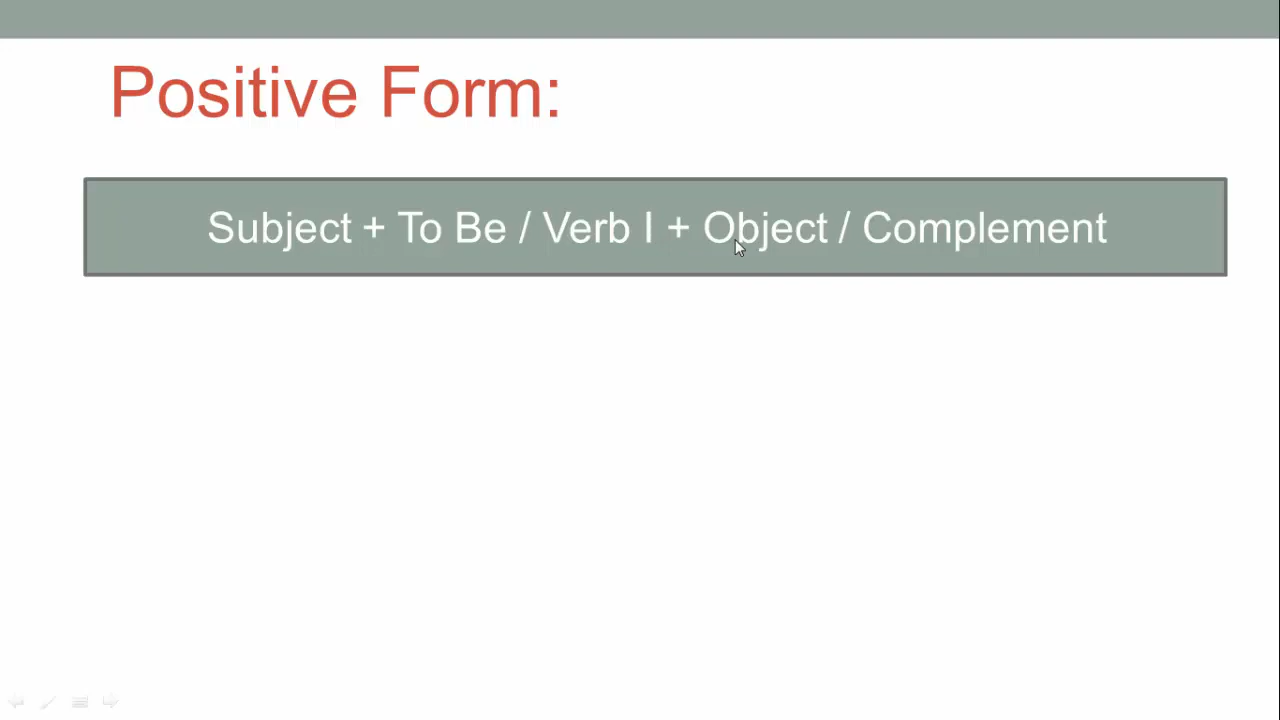 Positive Form:
Subject + To Be / Verb I + Object / Complement